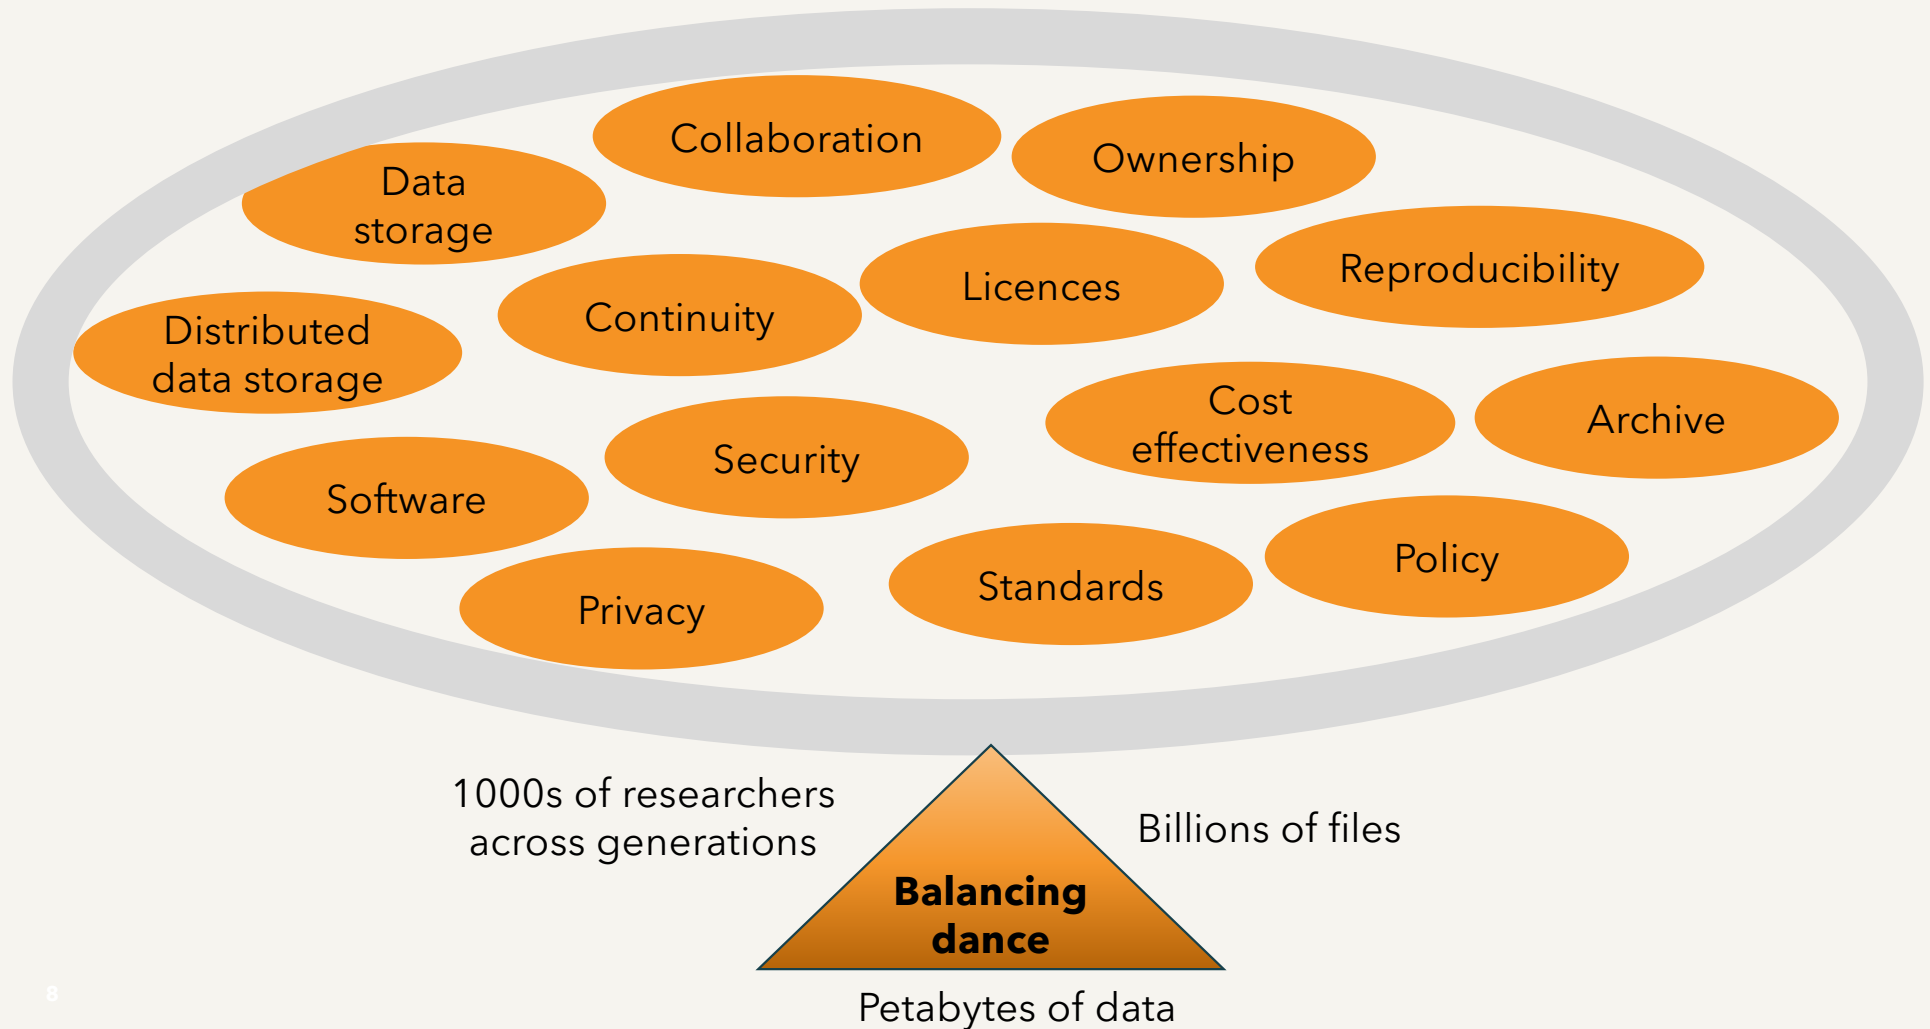 Collaboration
Ownership
Data
storage
Licences
Reproducibility
Continuity
Distributed
data storage
Cost
effectiveness
Archive
Security
Software
Policy
Standards
Privacy
1000s of researchers
across generations
Billions of files
Balancing
dance
Petabytes of data
8